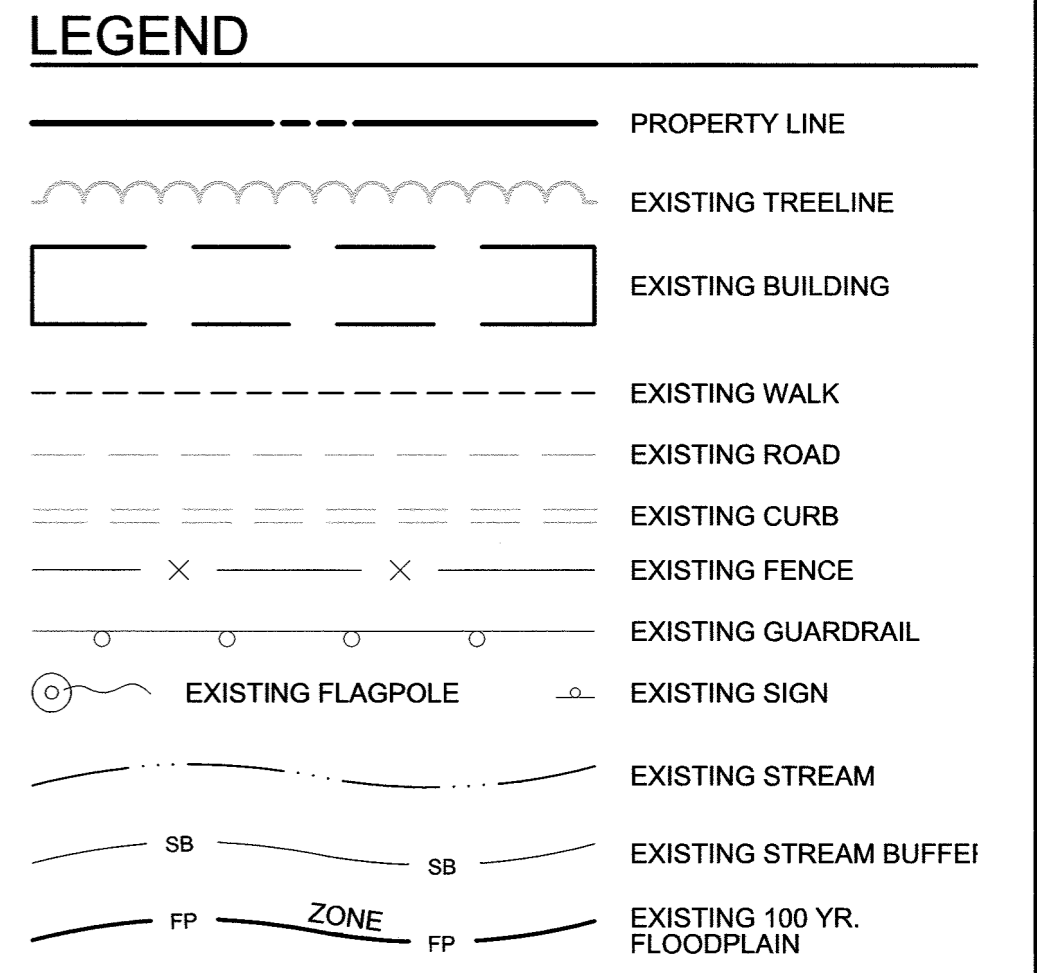 LEGEND
PROPERTY LINE
EXISTING TREELINE
EXISTING BUILDING
EXISTING WALK
EXISTING ROAD
EXISTING CURB
EXISTING FENCE
EXISTING GUARDRAIL
EXISTING FLAGPOLE EXISTING SIGN
EXISTING STREAM
SB SB EXISTING STREAM BUFFER
FP ZONE FP EXISTING 100 YR.
FLOODPLAIN